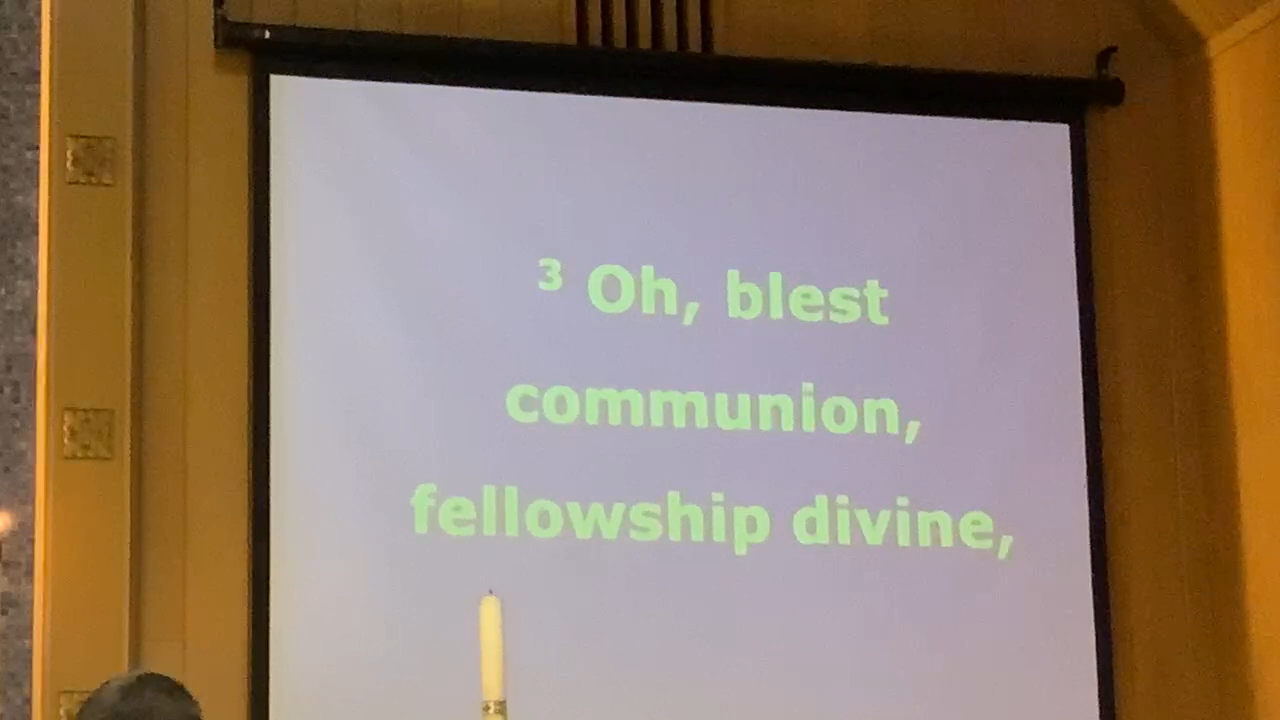 ³ Oh, blest
communion,
fellowship divine,